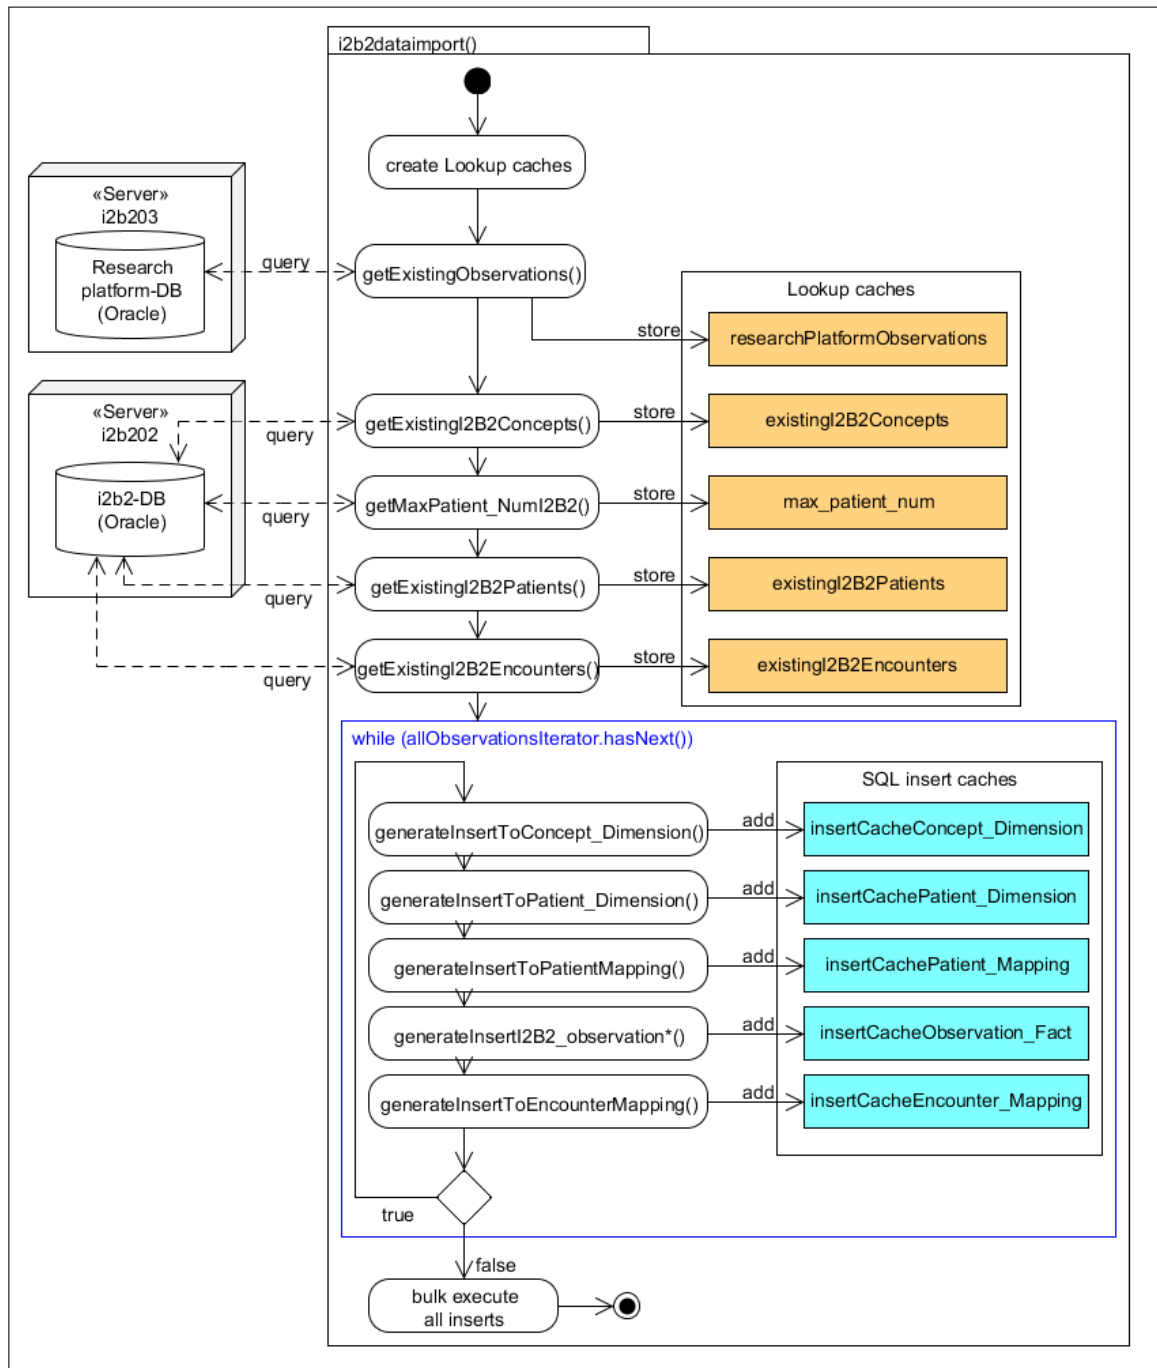 i2b2dataimport()
create Lookup caches
«Server»
i2b203
Research
platform-DB
(Oracle)
query
getExistingObservations()
Lookup caches
store
researchPlatformObservations
«Server»
i2b202
i2b2-DB
(Oracle)
query
getExistingI2B2Concepts()
store
existingI2B2Concepts
query
getMaxPatient_NumI2B2()
store
max_patient_num
query
getExistingI2B2Patients()
store
existingI2B2Patients
query
getExistingI2B2Encounters()
store
existingI2B2Encounters
while (allObservationsIterator.hasNext())
SQL insert caches
generateInsertToConcept_Dimension()
add
insertCacheConcept_Dimension
generateInsertToPatient_Dimension()
add
insertCachePatient_Dimension
generateInsertToPatientMapping()
add
insertCachePatient_Mapping
generateInsertI2B2_observation*()
add
insertCacheObservation_Fact
generateInsertToEncounterMapping()
add
insertCacheEncounter_Mapping
true
false
bulk execute
all inserts